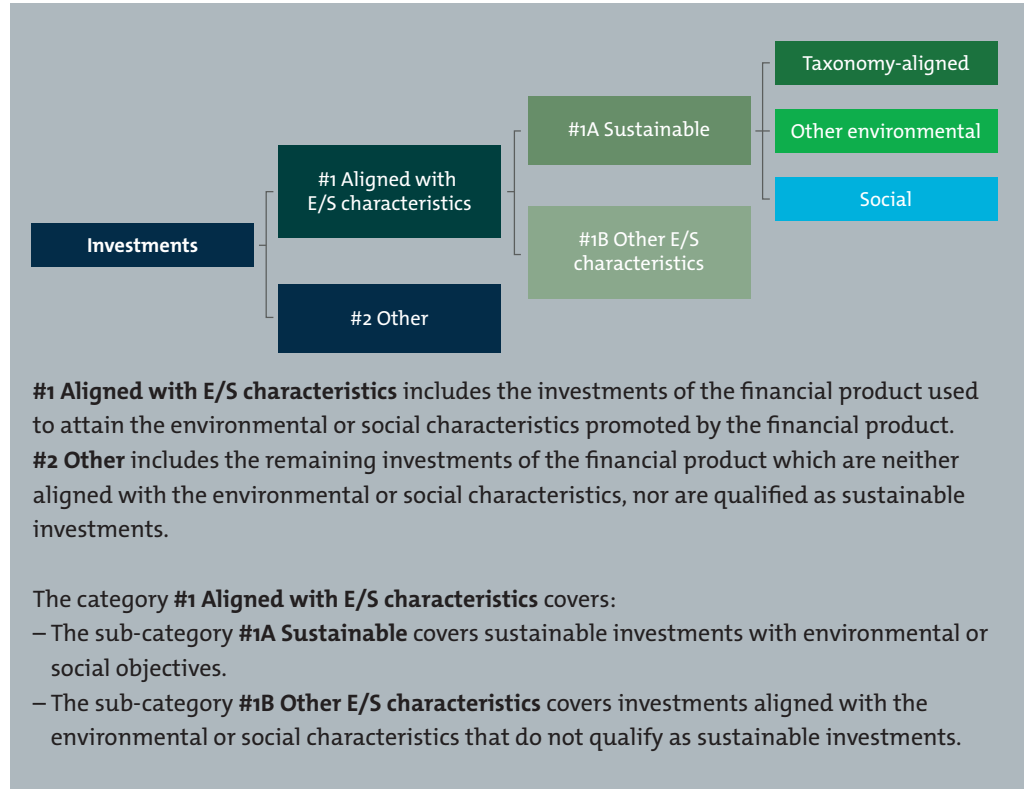 Taxonomy-aligned
#1A Sustainable
Other environmental
#1 Aligned with
E/S characteristics
Social
Investments
#1B Other E/S
characteristics
#2 Other
#1 Aligned with E/S characteristics includes the investments of the financial product used
to attain the environmental or social characteristics promoted by the financial product.
#2 Other includes the remaining investments of the financial product which are neither
aligned with the environmental or social characteristics, nor are qualified as sustainable
investments.
The category #1 Aligned with E/S characteristics covers:
– The sub-category #1A Sustainable covers sustainable investments with environmental or
social objectives.
– The sub-category #1B Other E/S characteristics covers investments aligned with the
environmental or social characteristics that do not qualify as sustainable investments.